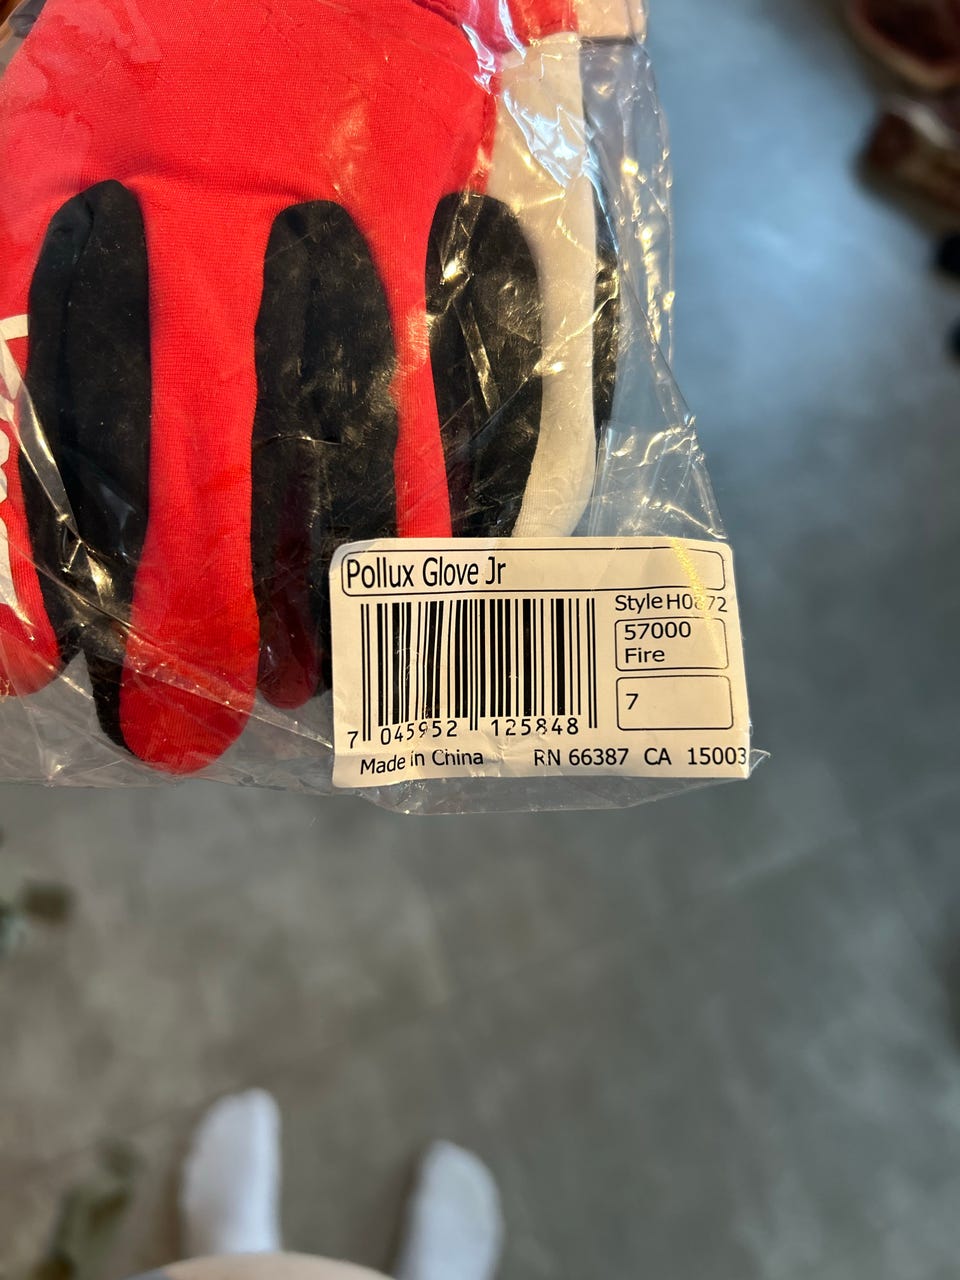 Pollux Glove Jr
Style H0872
57000
Fire
7
7 045952 125848
Made in China RN 66387 CA 15003